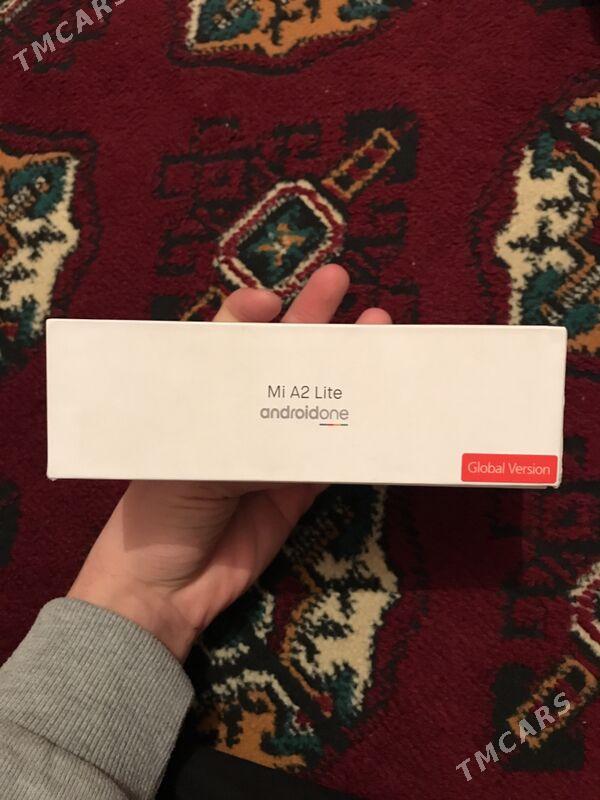 TMCARS
Mi A2 Lite
androidone
Global Version
TMCARS